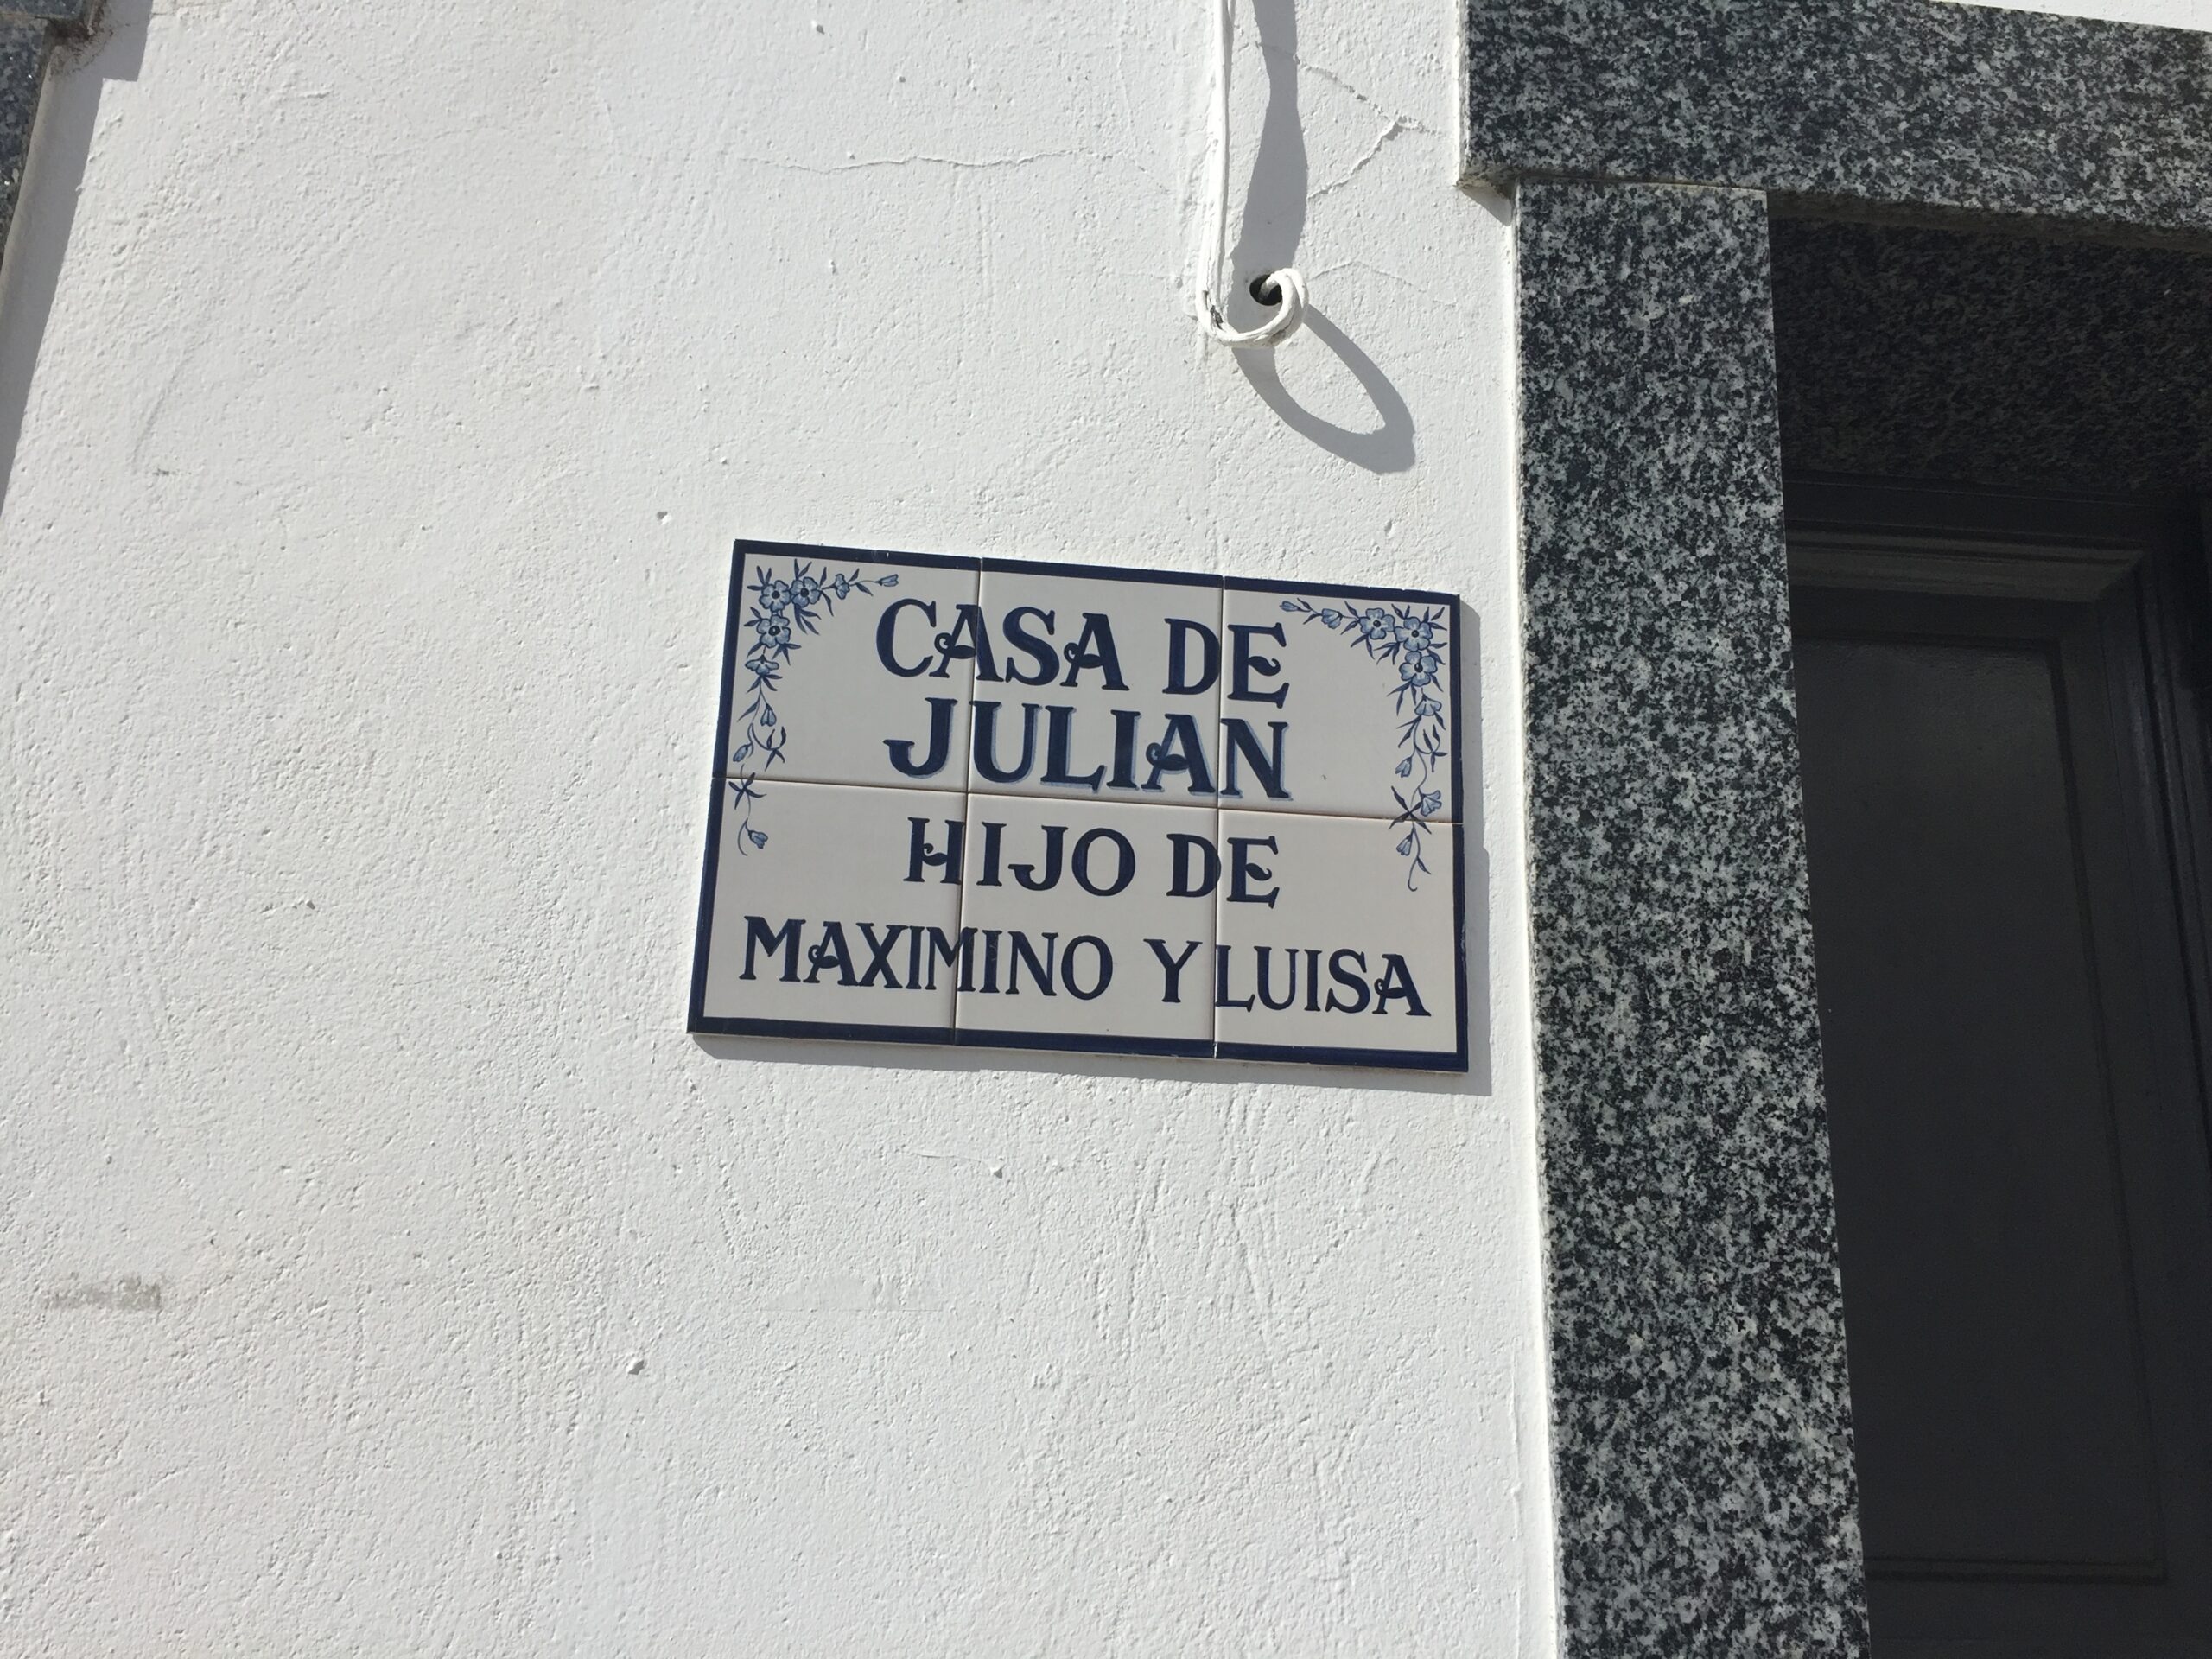 CASA DE
JULIAN
HIJO DE
MAXIMINO Y LUISA